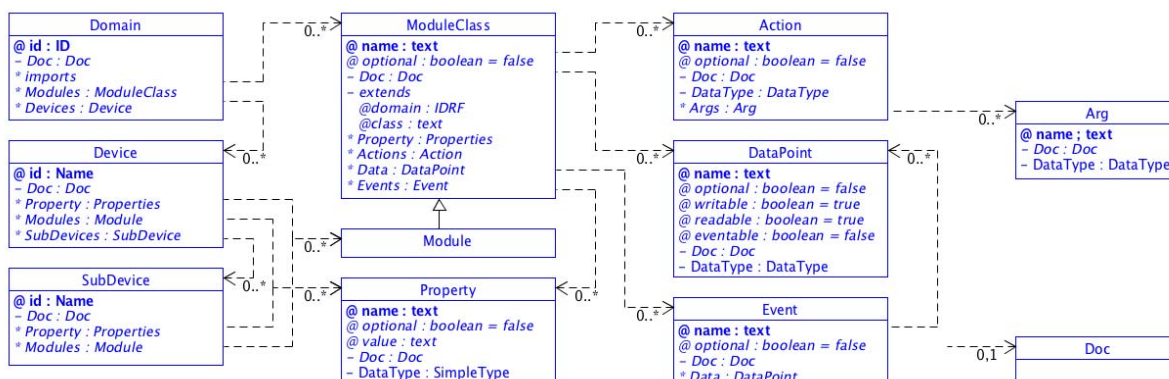 Domain
@ id : ID
– Doc : Doc
* imports
* Modules : ModuleClass
* Devices : Device
0..*
0..*
Device
@ id : Name
– Doc : Doc
* Property : Properties
* Modules : Module
* SubDevices : SubDevice
0..*
0..*
0..*
SubDevice
@ id : Name
– Doc : Doc
* Property : Properties
* Modules : Module
ModuleClass
@ name : text
@ optional : boolean = false
– Doc : Doc
– extends
@domain : IDRF
@class : text
* Property : Properties
* Actions : Action
* Data : DataPoint
* Events : Event
0..*
0..*
0..*
0..*
Module
Property
@ name : text
@ optional : boolean = false
@ value : text
– Doc : Doc
– DataType : SimpleType
Action
@ name : text
@ optional : boolean = false
– Doc : Doc
– DataType : DataType
* Args : Arg
0..*
0..*
DataPoint
@ name : text
@ optional : boolean = false
@ writable : boolean = true
@ readable : boolean = true
@ eventable : boolean = false
– Doc : Doc
– DataType : DataType
Event
@ name : text
@ optional : boolean = false
– Doc : Doc
* Data : DataPoint
Arg
@ name ; text
– Doc : Doc
– DataType : DataType
0,1
Doc